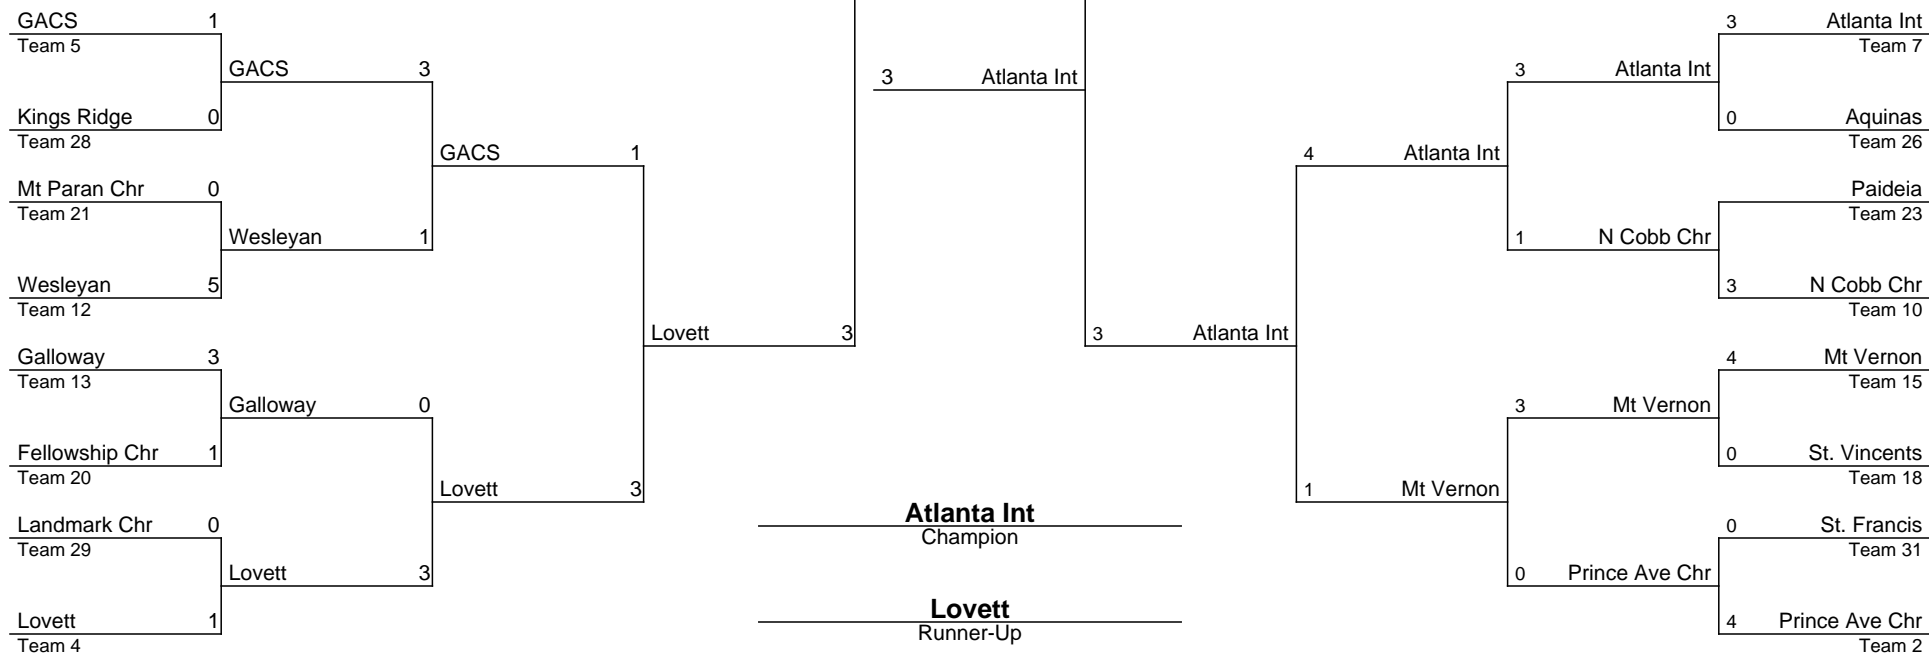 GACS 1
Team 5
Kings Ridge 0
Team 28
Mt Paran Chr 0
Team 21
Wesleyan 5
Team 12
Galloway 3
Team 13
Fellowship Chr 1
Team 20
Landmark Chr 0
Team 29
Lovett 1
Team 4
GACS 3
Wesleyan 1
Galloway 0
Lovett 3
GACS 1
Lovett 3
Lovett 3
3 Atlanta Int
Atlanta Int
Champion
Lovett
Runner-Up
3 Atlanta Int
4 Atlanta Int
1 Mt Vernon
3 Atlanta Int
1 N Cobb Chr
3 Mt Vernon
0 Prince Ave Chr
3 Atlanta Int
Team 7
0 Aquinas
Team 26
Paideia
Team 23
3 N Cobb Chr
Team 10
4 Mt Vernon
Team 15
0 St. Vincents
Team 18
0 St. Francis
Team 31
4 Prince Ave Chr
Team 2